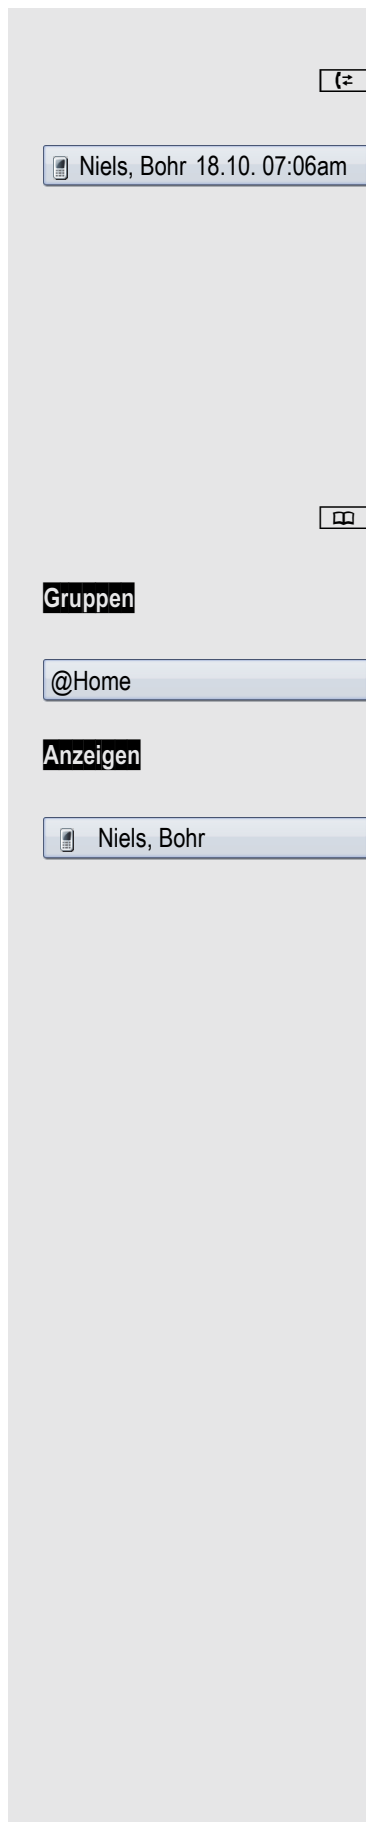 Niels, Bohr 18.10. 07:06am
Gruppen
@Home
Anzeigen
Niels, Bohr